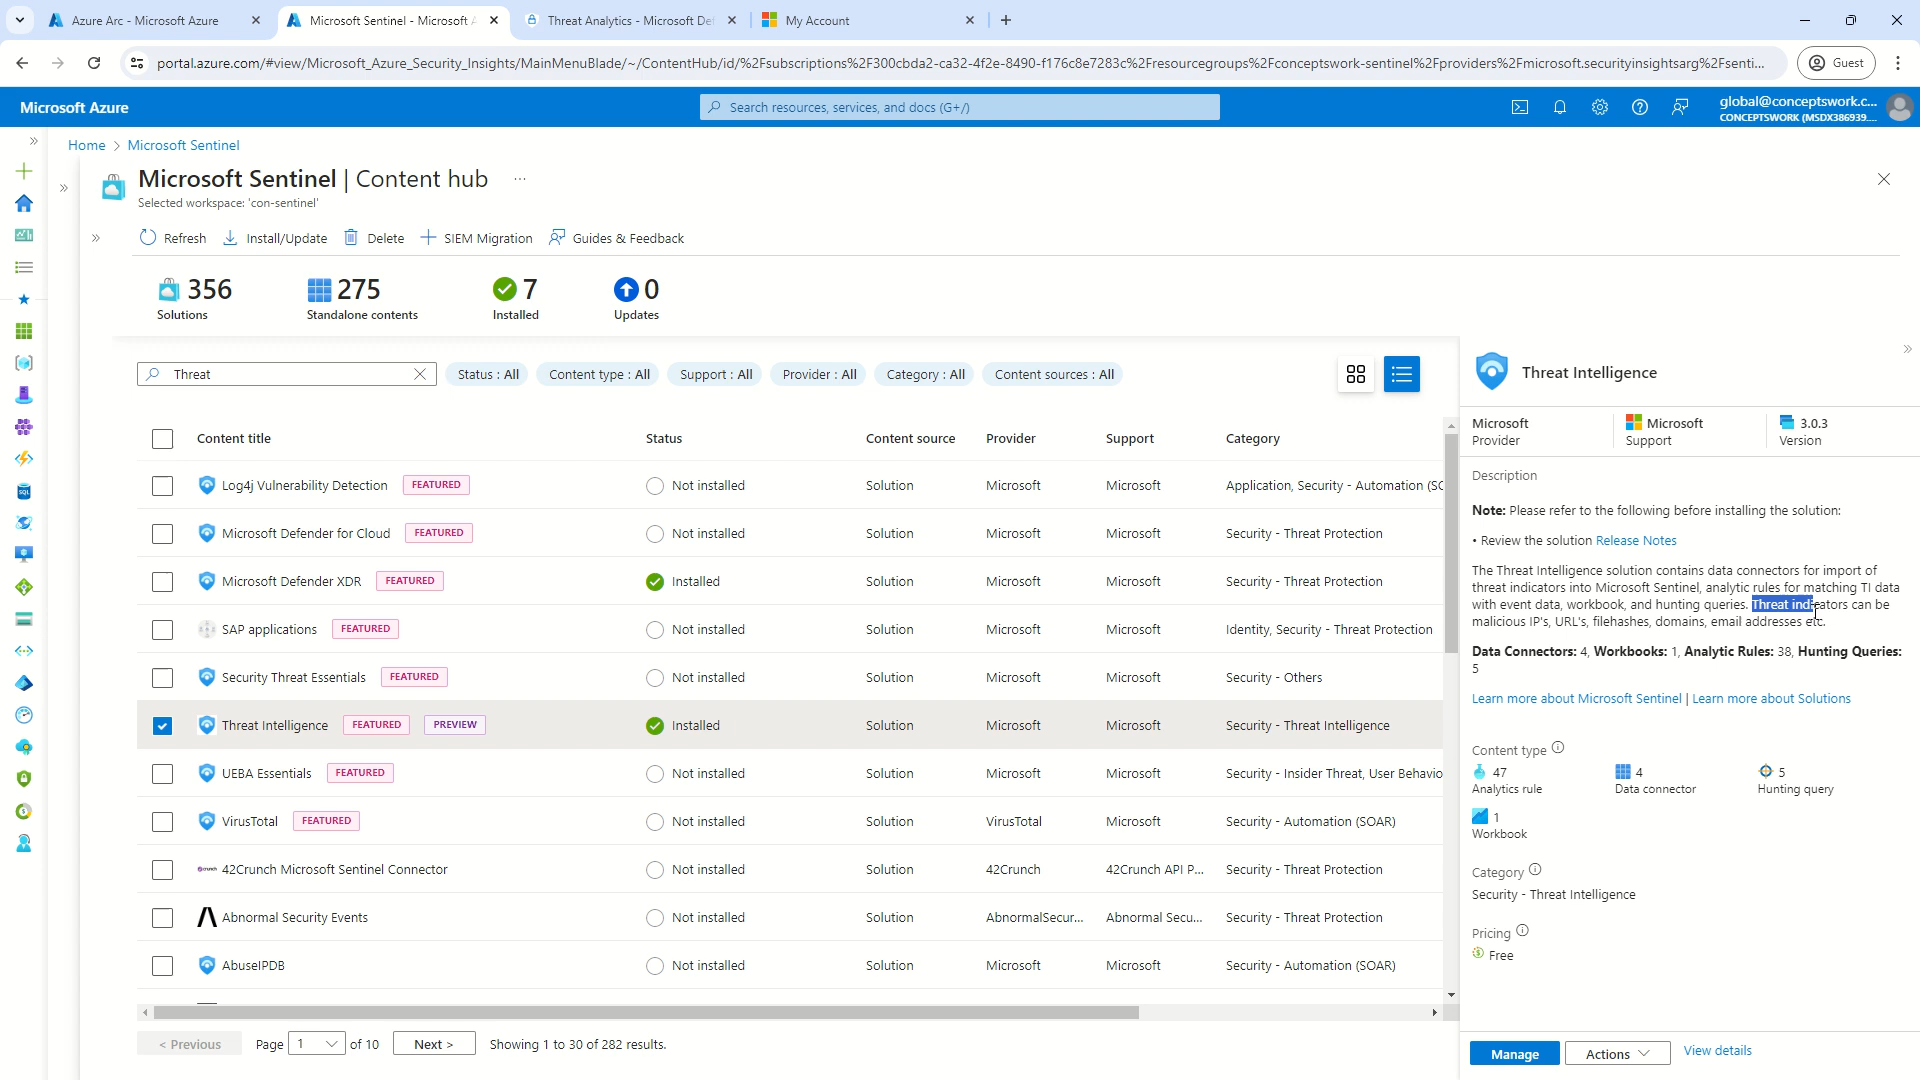 Azure Arc - Microsoft Azure
Microsoft Sentinel - Microsoft A
Threat Analytics - Microsoft De
My Account
portal.azure.com/#view/Microsoft_Azure_Security_Insights/MainMenuBlade/~/ContentHub/id/%2Fsubscriptions%2F300cbda2-ca32-4f2e-8490-f176c8e7283c%2Fresourcegroups%2Fconceptswork-sentinel%2Fproviders%2Fmicrosoft.securityinsightsarg%2Fsenti...
Guest
Microsoft Azure
Search resources, services, and docs (G+/)
global@conceptswork.c...
CONCEPTSWORK (MSDX386939....
Home > Microsoft Sentinel
Microsoft Sentinel | Content hub ...
Selected workspace: 'con-sentinel'
Refresh Install/Update Delete SIEM Migration Guides & Feedback
356 275 7 0
Solutions Standalone contents Installed Updates
Threat
Status : All Content type : All Support : All Provider : All Category : All Content sources : All
Content title Status Content source Provider Support Category
Log4j Vulnerability Detection FEATURED Not installed Solution Microsoft Microsoft Application, Security - Automation (SC
Microsoft Defender for Cloud FEATURED Not installed Solution Microsoft Microsoft Security - Threat Protection
Microsoft Defender XDR FEATURED Installed Solution Microsoft Microsoft Security - Threat Protection
SAP applications FEATURED Not installed Solution Microsoft Microsoft Identity, Security - Threat Protection
Security Threat Essentials FEATURED Not installed Solution Microsoft Microsoft Security - Others
Threat Intelligence FEATURED PREVIEW Installed Solution Microsoft Microsoft Security - Threat Intelligence
UEBA Essentials FEATURED Not installed Solution Microsoft Microsoft Security - Insider Threat, User Behavio
VirusTotal FEATURED Not installed Solution VirusTotal Microsoft Security - Automation (SOAR)
42Crunch Microsoft Sentinel Connector Not installed Solution 42Crunch 42Crunch API P... Security - Threat Protection
Abnormal Security Events Not installed Solution AbnormalSecur... Abnormal Secu... Security - Threat Protection
AbuseIPDB Not installed Solution Microsoft Microsoft Security - Automation (SOAR)
< Previous Page 1 of 10 Next > Showing 1 to 30 of 282 results.
Threat Intelligence
Microsoft Microsoft 3.0.3
Provider Support Version
Description
Note: Please refer to the following before installing the solution:
• Review the solution Release Notes
The Threat Intelligence solution contains data connectors for import of
threat indicators into Microsoft Sentinel, analytic rules for matching TI data
with event data, workbook, and hunting queries. Threat indicators can be
malicious IP's, URL's, filehashes, domains, email addresses etc.
Data Connectors: 4, Workbooks: 1, Analytic Rules: 38, Hunting Queries:
5
Learn more about Microsoft Sentinel | Learn more about Solutions
Content type
47 4 5
Analytics rule Data connector Hunting query
1
Workbook
Category
Security - Threat Intelligence
Pricing
Free
Manage Actions View details